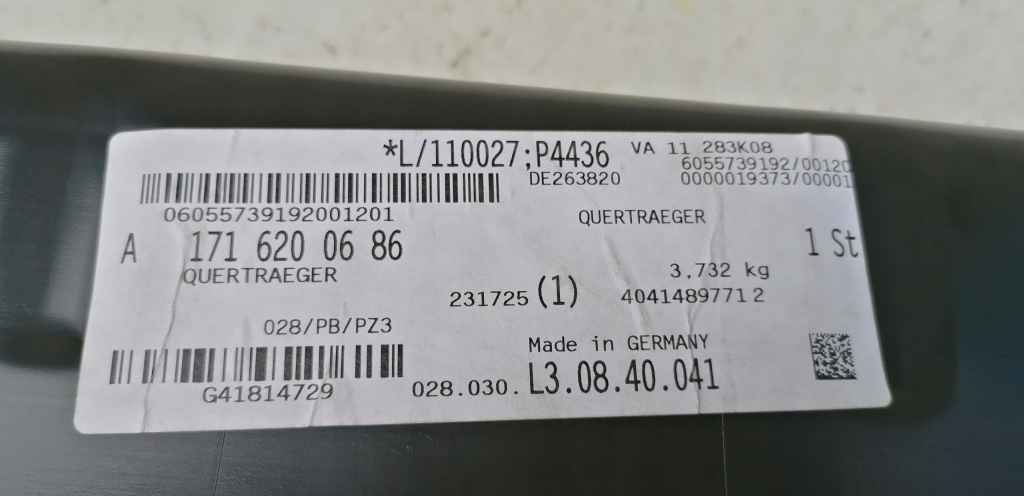 *L/110027;P4436 VA 11 283K08
DE263820 6055739192/00120
0000019373/00001
06055739192001201 QUERTRAEGER
A 171 620 06 86 1 St
QUERTRAEGER 3,732 kg
231725 (1) 4041489771 2
028/PB/PZ3
Made in GERMANY
G41814729 028.030. L3.08.40.041